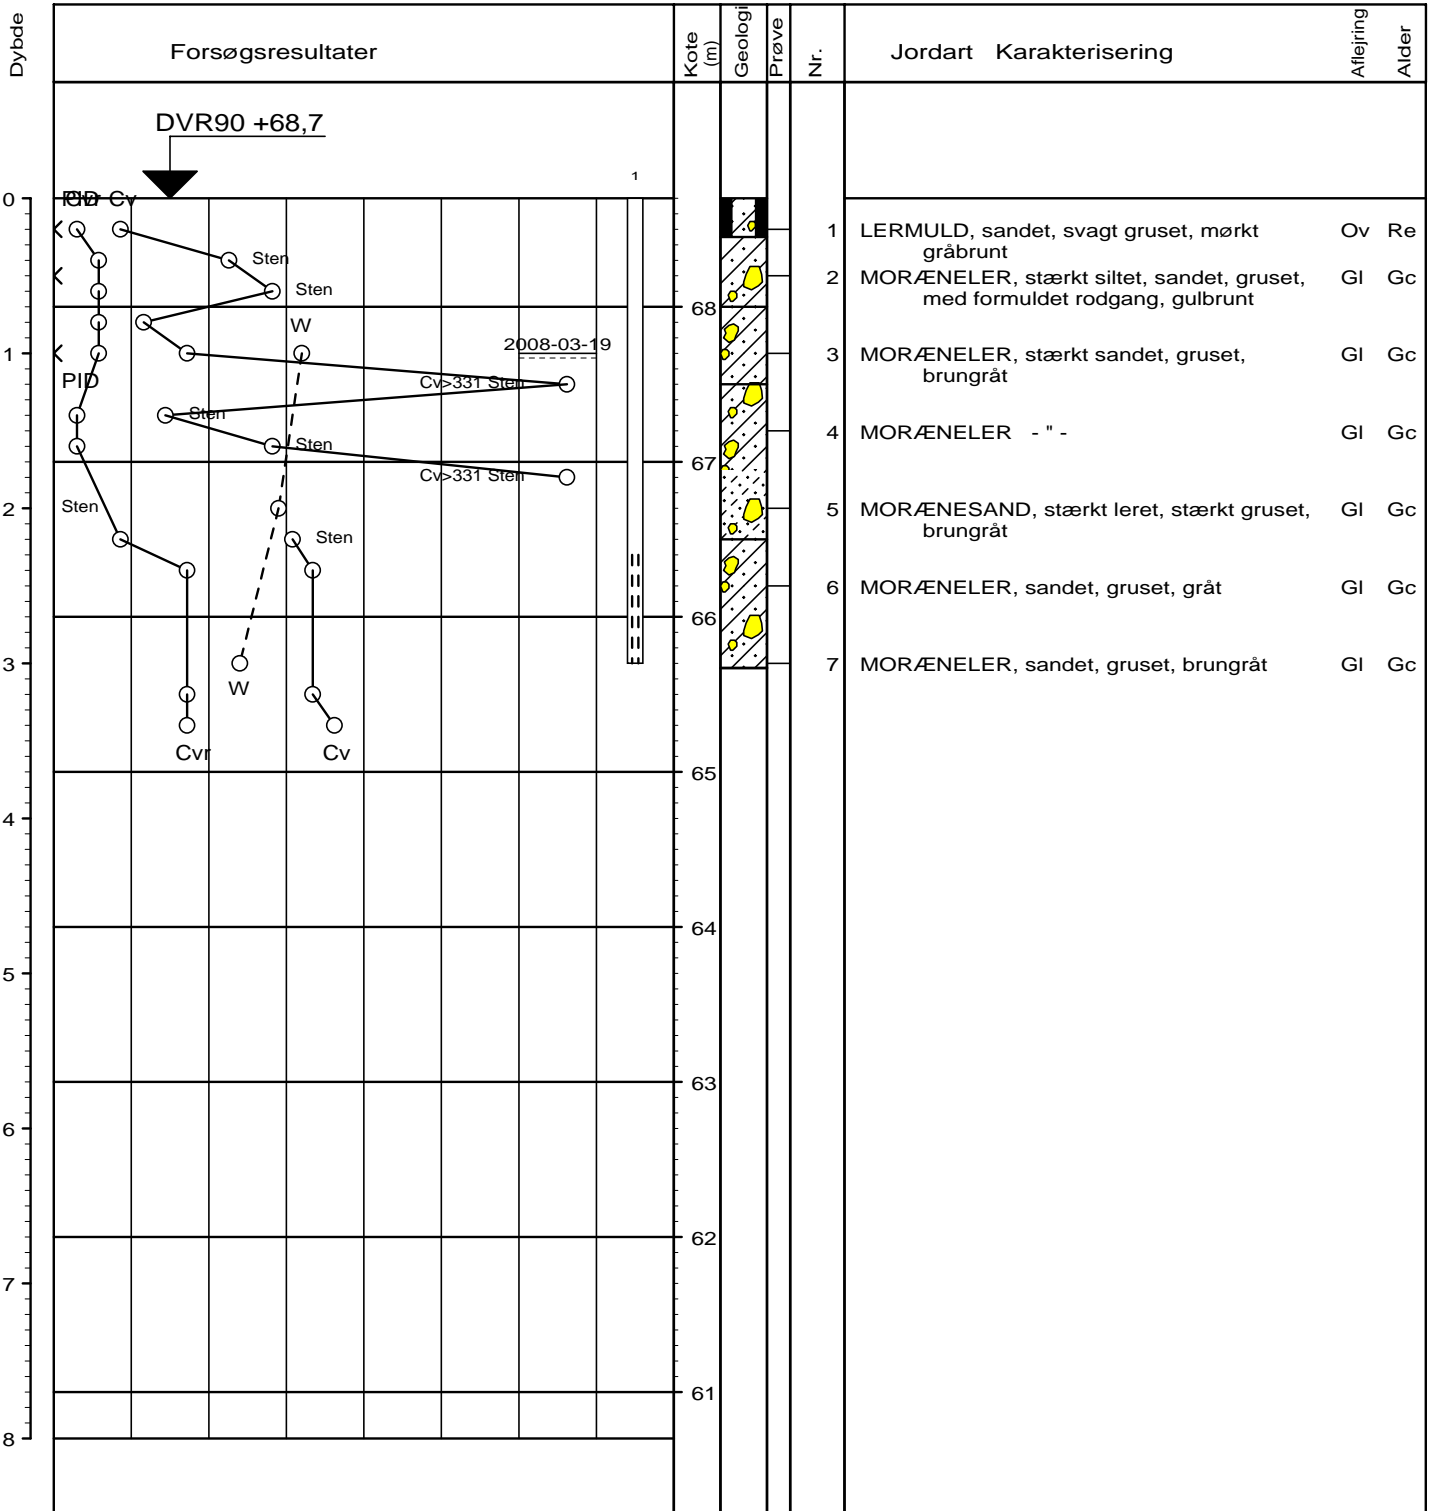 Dybde
Forsøgsresultater
Kote (m)
Geologi
Prøve
Nr.
Jordart Karakterisering
Aflejring
Alder
DVR90 +68,7
1
0
PID Cvr Cv
1 LERMULD, sandet, svagt gruset, mørkt Ov Re
gråbrunt
Sten
2 MORÆNELER, stærkt siltet, sandet, gruset, Gl Gc
med formuldet rodgang, gulbrunt
Sten
68
W
2008-03-19
1
3 MORÆNELER, stærkt sandet, gruset, Gl Gc
brungråt
PID
Cv>331 Sten
Sten
4 MORÆNELER - " - Gl Gc
Sten
67
Cv>331 Sten
Sten
2
5 MORÆNESAND, stærkt leret, stærkt gruset, Gl Gc
brungråt
Sten
6 MORÆNELER, sandet, gruset, gråt Gl Gc
66
3
7 MORÆNELER, sandet, gruset, brungråt Gl Gc
W
Cvr Cv
65
4
64
5
63
6
62
7
61
8